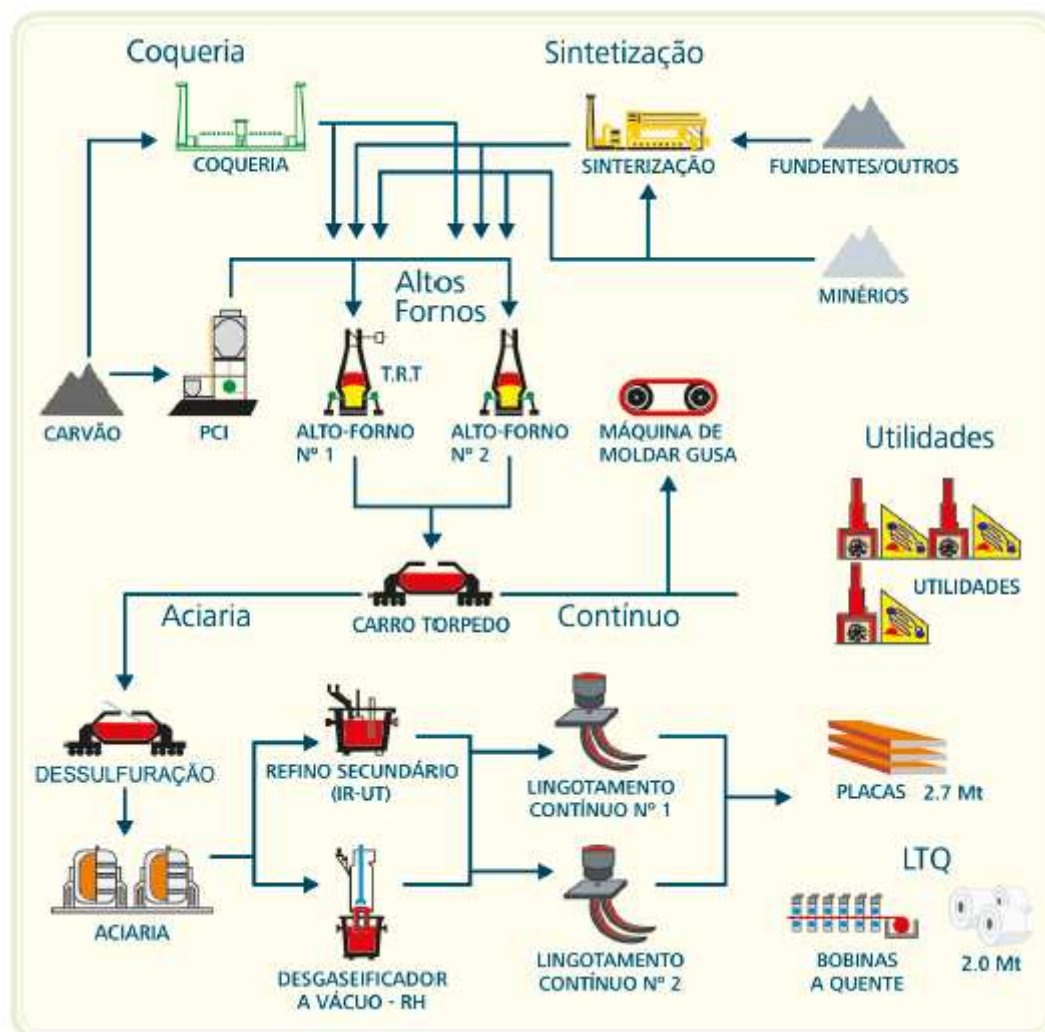 Coqueria
Sintetização
COQUERIA
SINTERIZAÇÃO
FUNDENTES/OUTROS
MINÉRIOS
Altos
Fornos
T.R.T
CARVÃO
PCI
ALTO-FORNO
Nº 1
ALTO-FORNO
Nº 2
MÁQUINA DE
MOLDAR GUSA
Utilidades
UTILIDADES
Aciaria
CARRO TORPEDO
Contínuo
DESSULFURAÇÃO
REFINO SECUNDÁRIO
(IR-UT)
LINGOTAMENTO
CONTÍNUO Nº 1
PLACAS 2.7 Mt
ACIARIA
DESGASEIFICADOR
A VÁCUO - RH
LINGOTAMENTO
CONTÍNUO Nº 2
LTQ
BOBINAS
A QUENTE
2.0 Mt